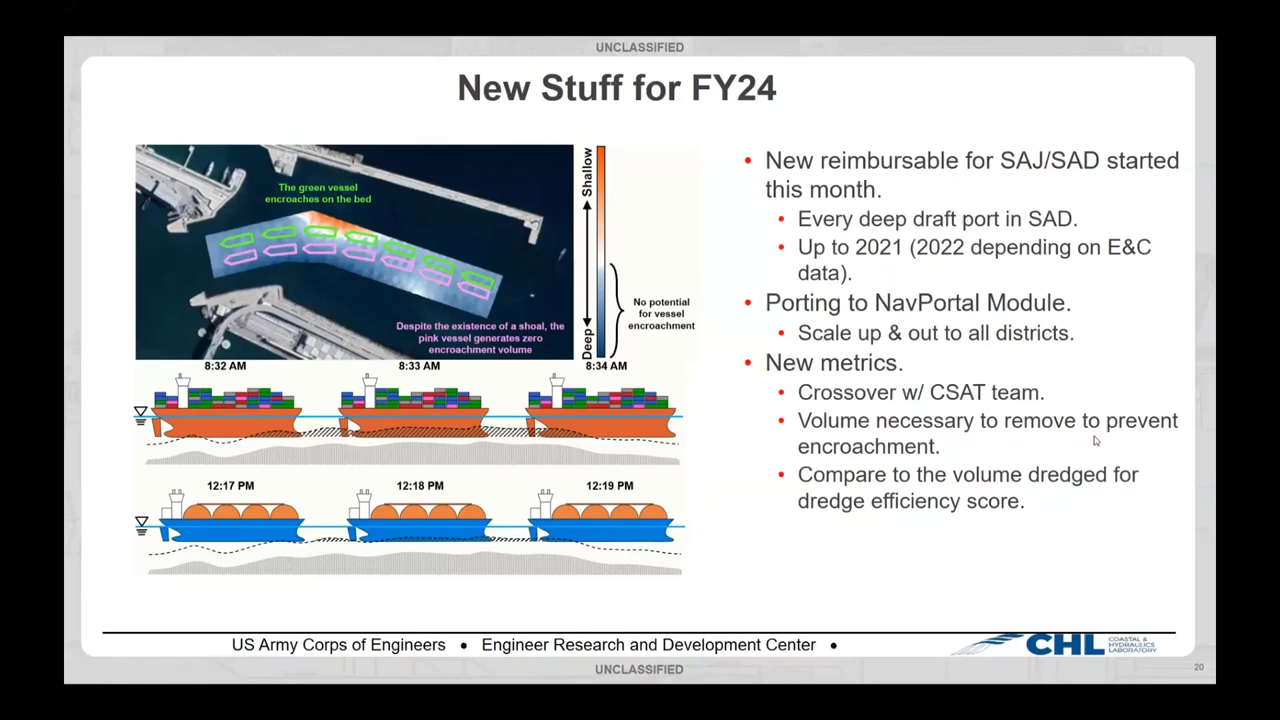 UNCLASSIFIED
New Stuff for FY24
The green vessel
encroaches on the bed
Despite the existence of a shoal, the
pink vessel generates zero
encroachment volume
Shallow
Deep
No potential
for vessel
encroachment
8:32 AM
8:33 AM
8:34 AM
12:17 PM
12:18 PM
12:19 PM
• New reimbursable for SAJ/SAD started
this month.
• Every deep draft port in SAD.
• Up to 2021 (2022 depending on E&C
data).
• Porting to NavPortal Module.
• Scale up & out to all districts.
• New metrics.
• Crossover w/ CSAT team.
• Volume necessary to remove to prevent
encroachment.
• Compare to the volume dredged for
dredge efficiency score.
US Army Corps of Engineers • Engineer Research and Development Center •
CHL
COASTAL &
HYDRAULICS
LABORATORY
UNCLASSIFIED
20